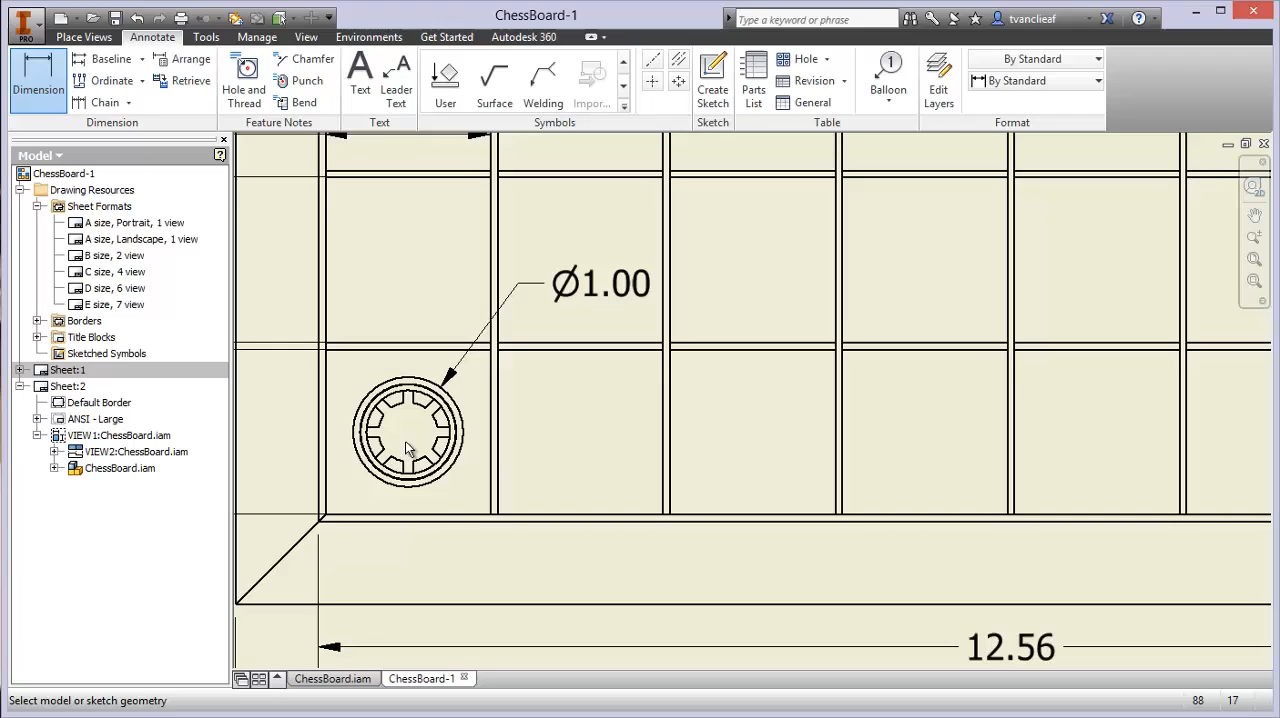 ChessBoard-1
Type a keyword or phrase
tvanclieaf
PRO
Place Views
Annotate
Tools
Manage
View
Environments
Get Started
Autodesk 360
Dimension
Baseline
Ordinate
Chain
Arrange
Retrieve
Dimension
Hole and
Thread
Chamfer
Punch
Bend
Feature Notes
Text
Leader
Text
Text
User
Surface
Welding
Impor...
Symbols
Create
Sketch
Sketch
Parts
List
Hole
Revision
General
Table
1
Balloon
Edit
Layers
By Standard
By Standard
Format
Model
ChessBoard-1
Drawing Resources
Sheet Formats
A size, Portrait, 1 view
A size, Landscape, 1 view
B size, 2 view
C size, 4 view
D size, 6 view
E size, 7 view
Borders
Title Blocks
Sketched Symbols
Sheet:1
Sheet:2
Default Border
ANSI - Large
VIEW1:ChessBoard.iam
VIEW2:ChessBoard.iam
ChessBoard.iam
Ø1.00
12.56
2D
ChessBoard.iam
ChessBoard-1
Select model or sketch geometry
88
17